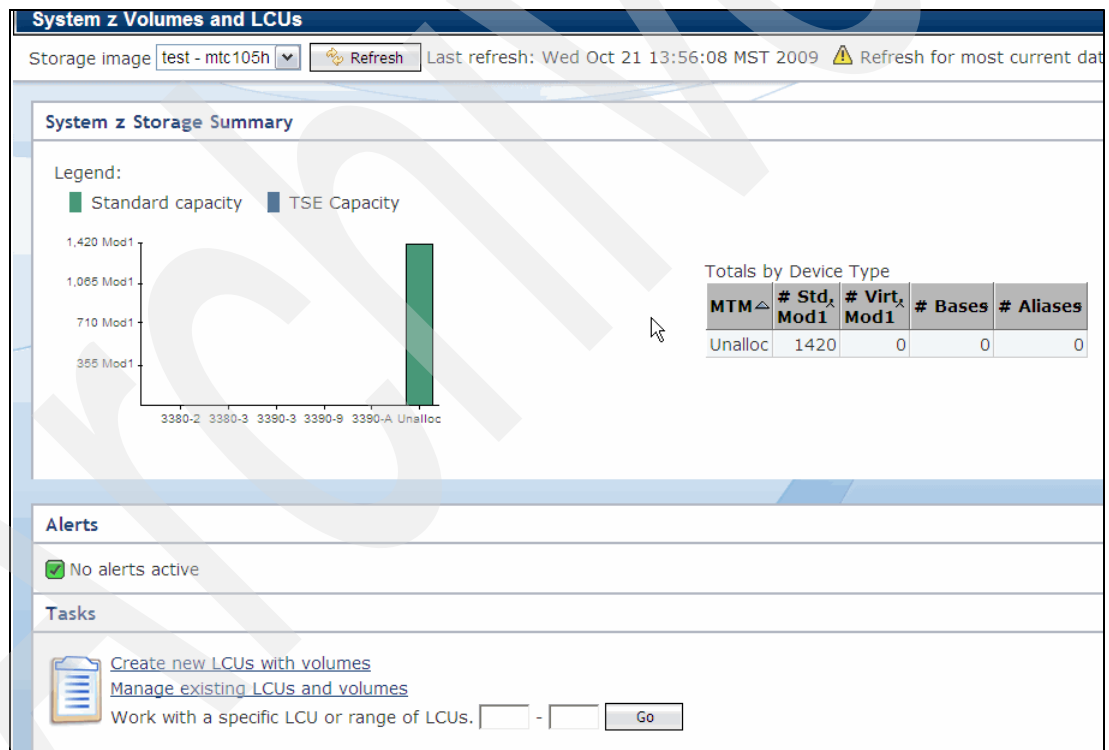 System z Volumes and LCUs
Storage image test - mtc105h Refresh Last refresh: Wed Oct 21 13:56:08 MST 2009 Refresh for most current dat
System z Storage Summary
Legend:
Standard capacity TSE Capacity
1,420 Mod1
1,065 Mod1
710 Mod1
355 Mod1
3380-2 3380-3 3390-3 3390-9 3390-A Unalloc
Totals by Device Type
MTM # Std, Mod1 # Virt, Mod1 # Bases # Aliases
Unalloc 1420 0 0 0
Alerts
No alerts active
Tasks
Create new LCUs with volumes
Manage existing LCUs and volumes
Work with a specific LCU or range of LCUs. - Go